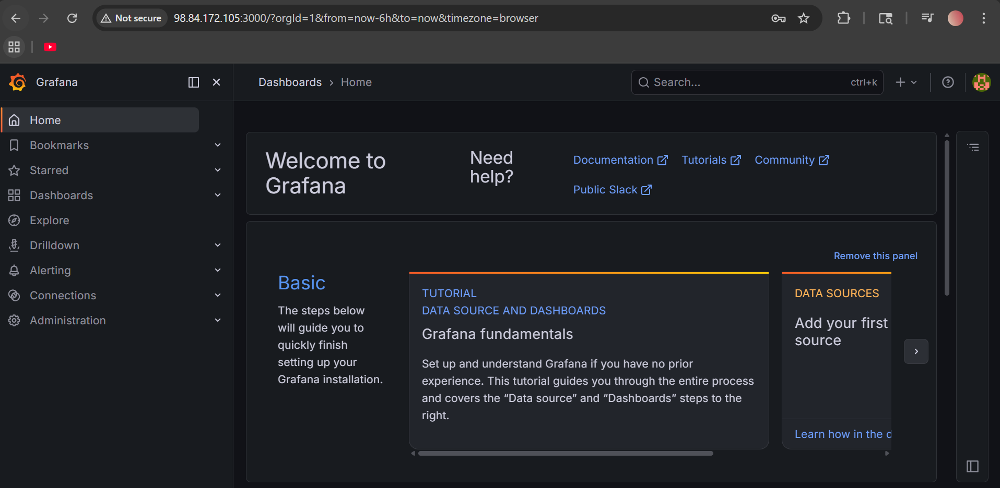 Not secure
98.84.172.105:3000/?orgId=1&from=now-6h&to=now&timezone=browser
Grafana
Dashboards › Home
Search...
ctrl+k
Home
Bookmarks
Starred
Dashboards
Explore
Drilldown
Alerting
Connections
Administration
Welcome to
Grafana
Need
help?
Documentation
Tutorials
Community
Public Slack
Remove this panel
Basic
The steps below
will guide you to
quickly finish
setting up your
Grafana installation.
TUTORIAL
DATA SOURCE AND DASHBOARDS
Grafana fundamentals
Set up and understand Grafana if you have no prior
experience. This tutorial guides you through the entire process
and covers the “Data source” and “Dashboards” steps to the
right.
DATA SOURCES
Add your first
source
Learn how in the d